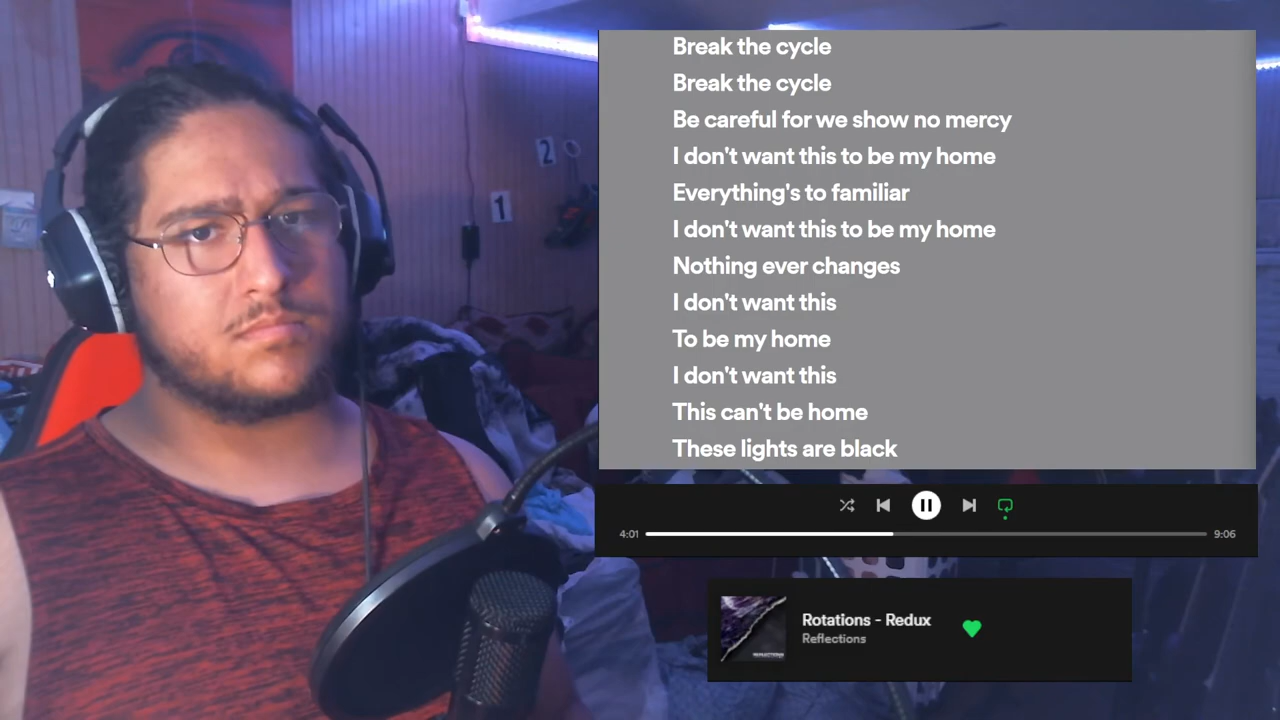 2
1
Break the cycle
Break the cycle
Be careful for we show no mercy
I don't want this to be my home
Everything's to familiar
I don't want this to be my home
Nothing ever changes
I don't want this
To be my home
I don't want this
This can't be home
These lights are black
4:01
9:06
Rotations - Redux
Reflections